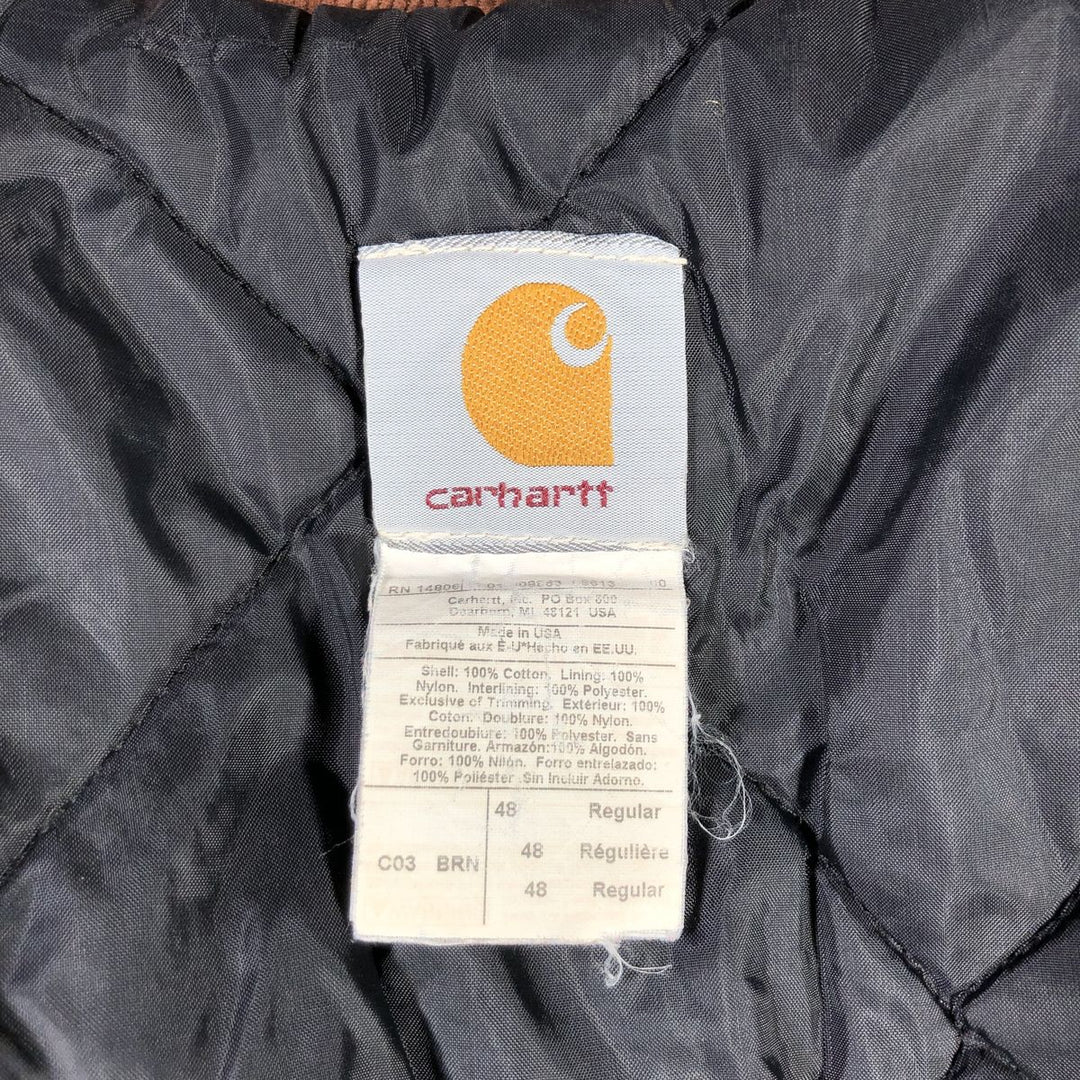 carhartt
RN 14806
Carhartt, Inc. PO Box 600
Dearborn, MI 48121 USA
Made in USA
Fabriqué aux É-U*Hecho en EE.UU.
Shell: 100% Cotton. Lining: 100%
Nylon. Interlining: 100% Polyester.
Exclusive of Trimming. Extérieur: 100%
Coton. Doublure: 100% Nylon.
Entredoublure: 100% Polyester. Sans
Garniture. Armazón:100% Algodón.
Forro: 100% Nilón. Forro entrelazado:
100% Poliéster Sin Incluir Adorno.
48 Regular
C03 BRN 48 Régulière
48 Regular